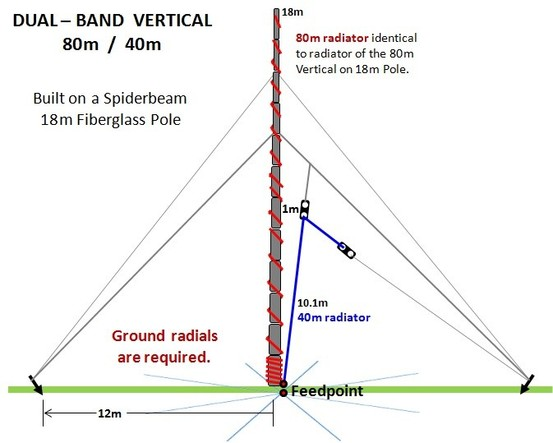 DUAL – BAND VERTICAL
80m / 40m
Built on a Spiderbeam
18m Fiberglass Pole
18m
80m radiator identical
to radiator of the 80m
Vertical on 18m Pole.
1m
10.1m
40m radiator
Ground radials
are required.
Feedpoint
12m